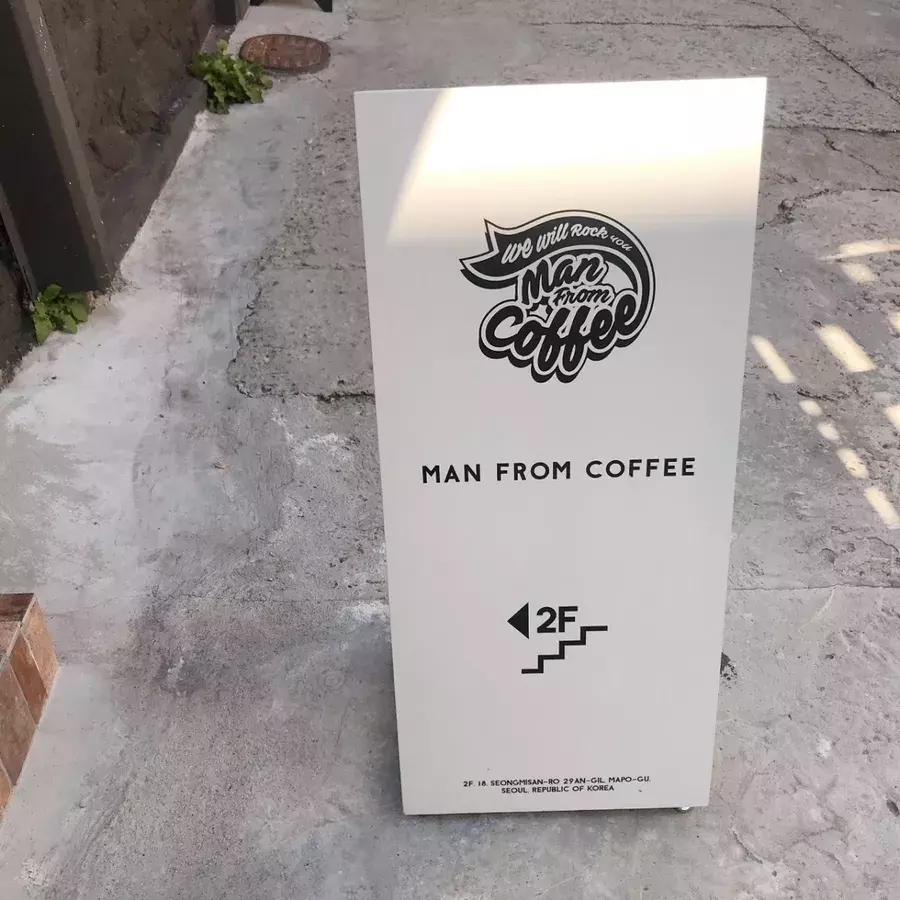 we will Rock you
Man
From
Coffee
MAN FROM COFFEE
2F
2F, 18, SEONGMISAN-RO 29AN-GIL, MAPO-GU,
SEOUL, REPUBLIC OF KOREA